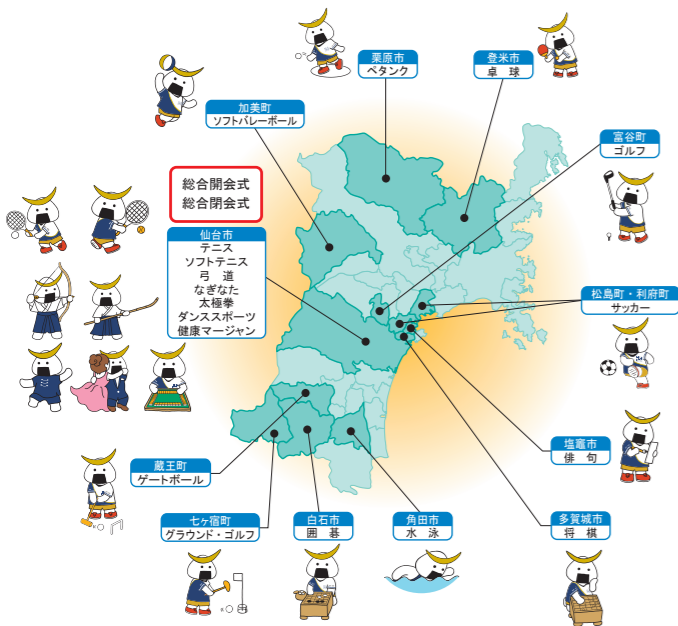 栗原市
ペタンク
登米市
卓 球
加美町
ソフトバレーボール
富谷町
ゴルフ
総合開会式
総合閉会式
仙台市
テニス
ソフトテニス
弓 道
なぎなた
太極拳
ダンススポーツ
健康マージャン
松島町・利府町
サッカー
塩竈市
俳 句
蔵王町
ゲートボール
七ヶ宿町
グラウンド・ゴルフ
白石市
囲 碁
角田市
水 泳
多賀城市
将 棋